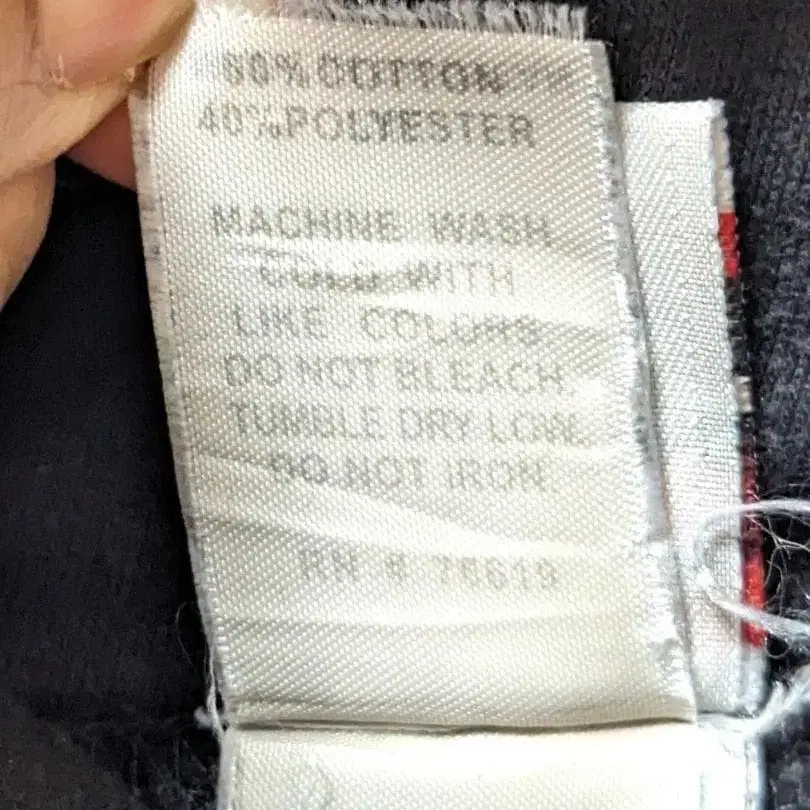 60% COTTON
40% POLYESTER
MACHINE WASH
COLD WITH
LIKE COLORS
DO NOT BLEACH.
TUMBLE DRY LOW.
DO NOT IRON.
RN #